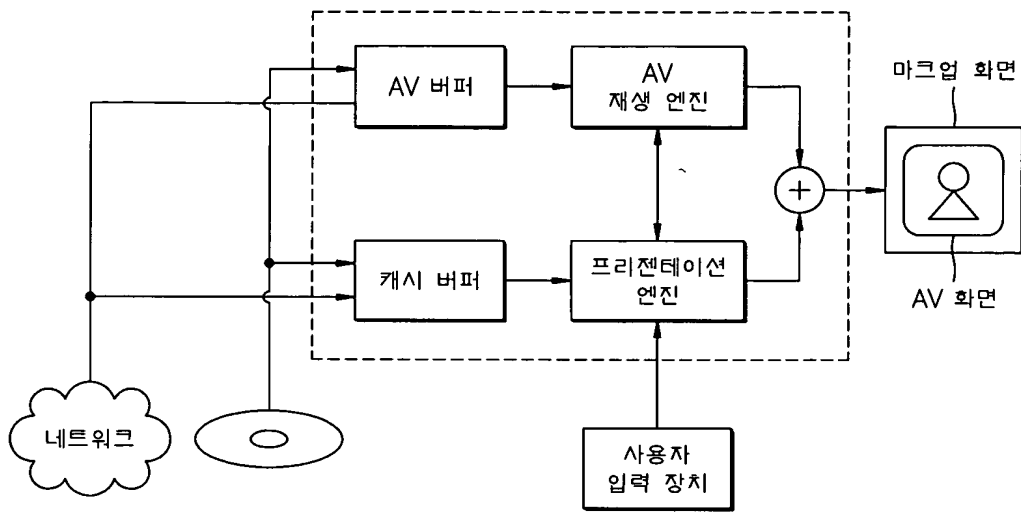 AV 버퍼
AV
재생 엔진
마크업 화면
캐시 버퍼
프리젠테이션
엔진
AV 화면
네트워크
사용자
입력 장치